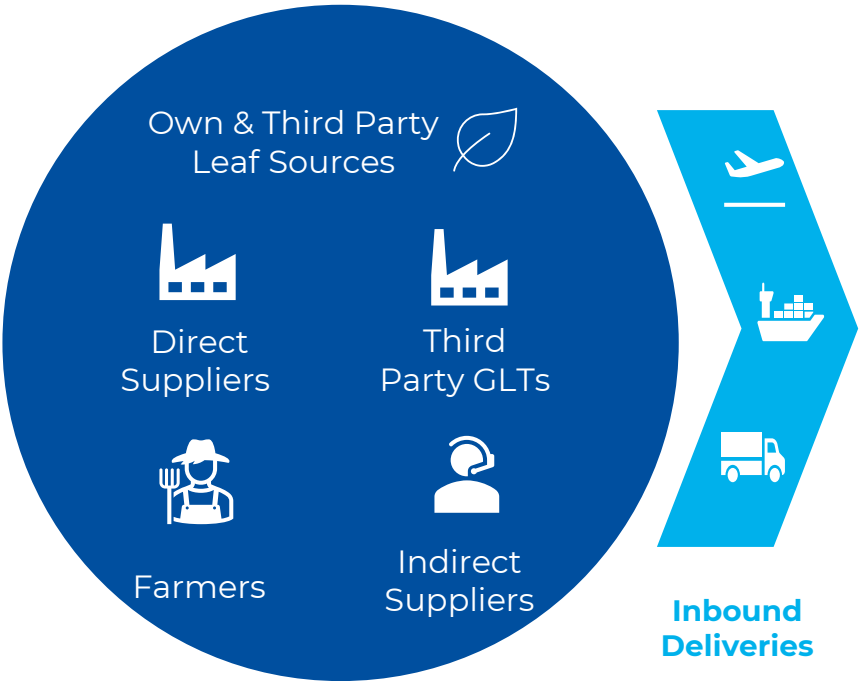 Own & Third Party
Leaf Sources
Direct
Suppliers
Third
Party GLTs
Farmers
Indirect
Suppliers
Inbound
Deliveries